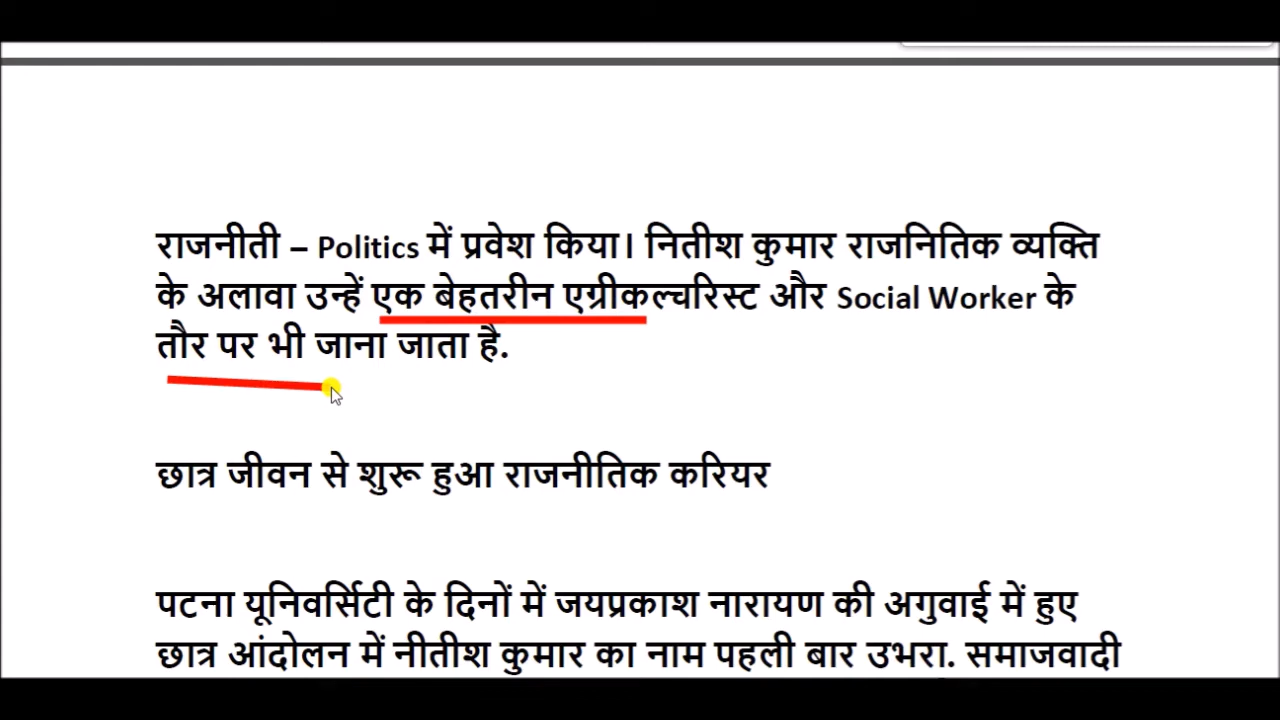 राजनीती – Politics में प्रवेश किया। नितीश कुमार राजनितिक व्यक्ति
के अलावा उन्हें एक बेहतरीन एग्रीकल्चरिस्ट और Social Worker के
तौर पर भी जाना जाता है.
छात्र जीवन से शुरू हुआ राजनीतिक करियर
पटना यूनिवर्सिटी के दिनों में जयप्रकाश नारायण की अगुवाई में हुए
छात्र आंदोलन में नीतीश कुमार का नाम पहली बार उभरा. समाजवादी